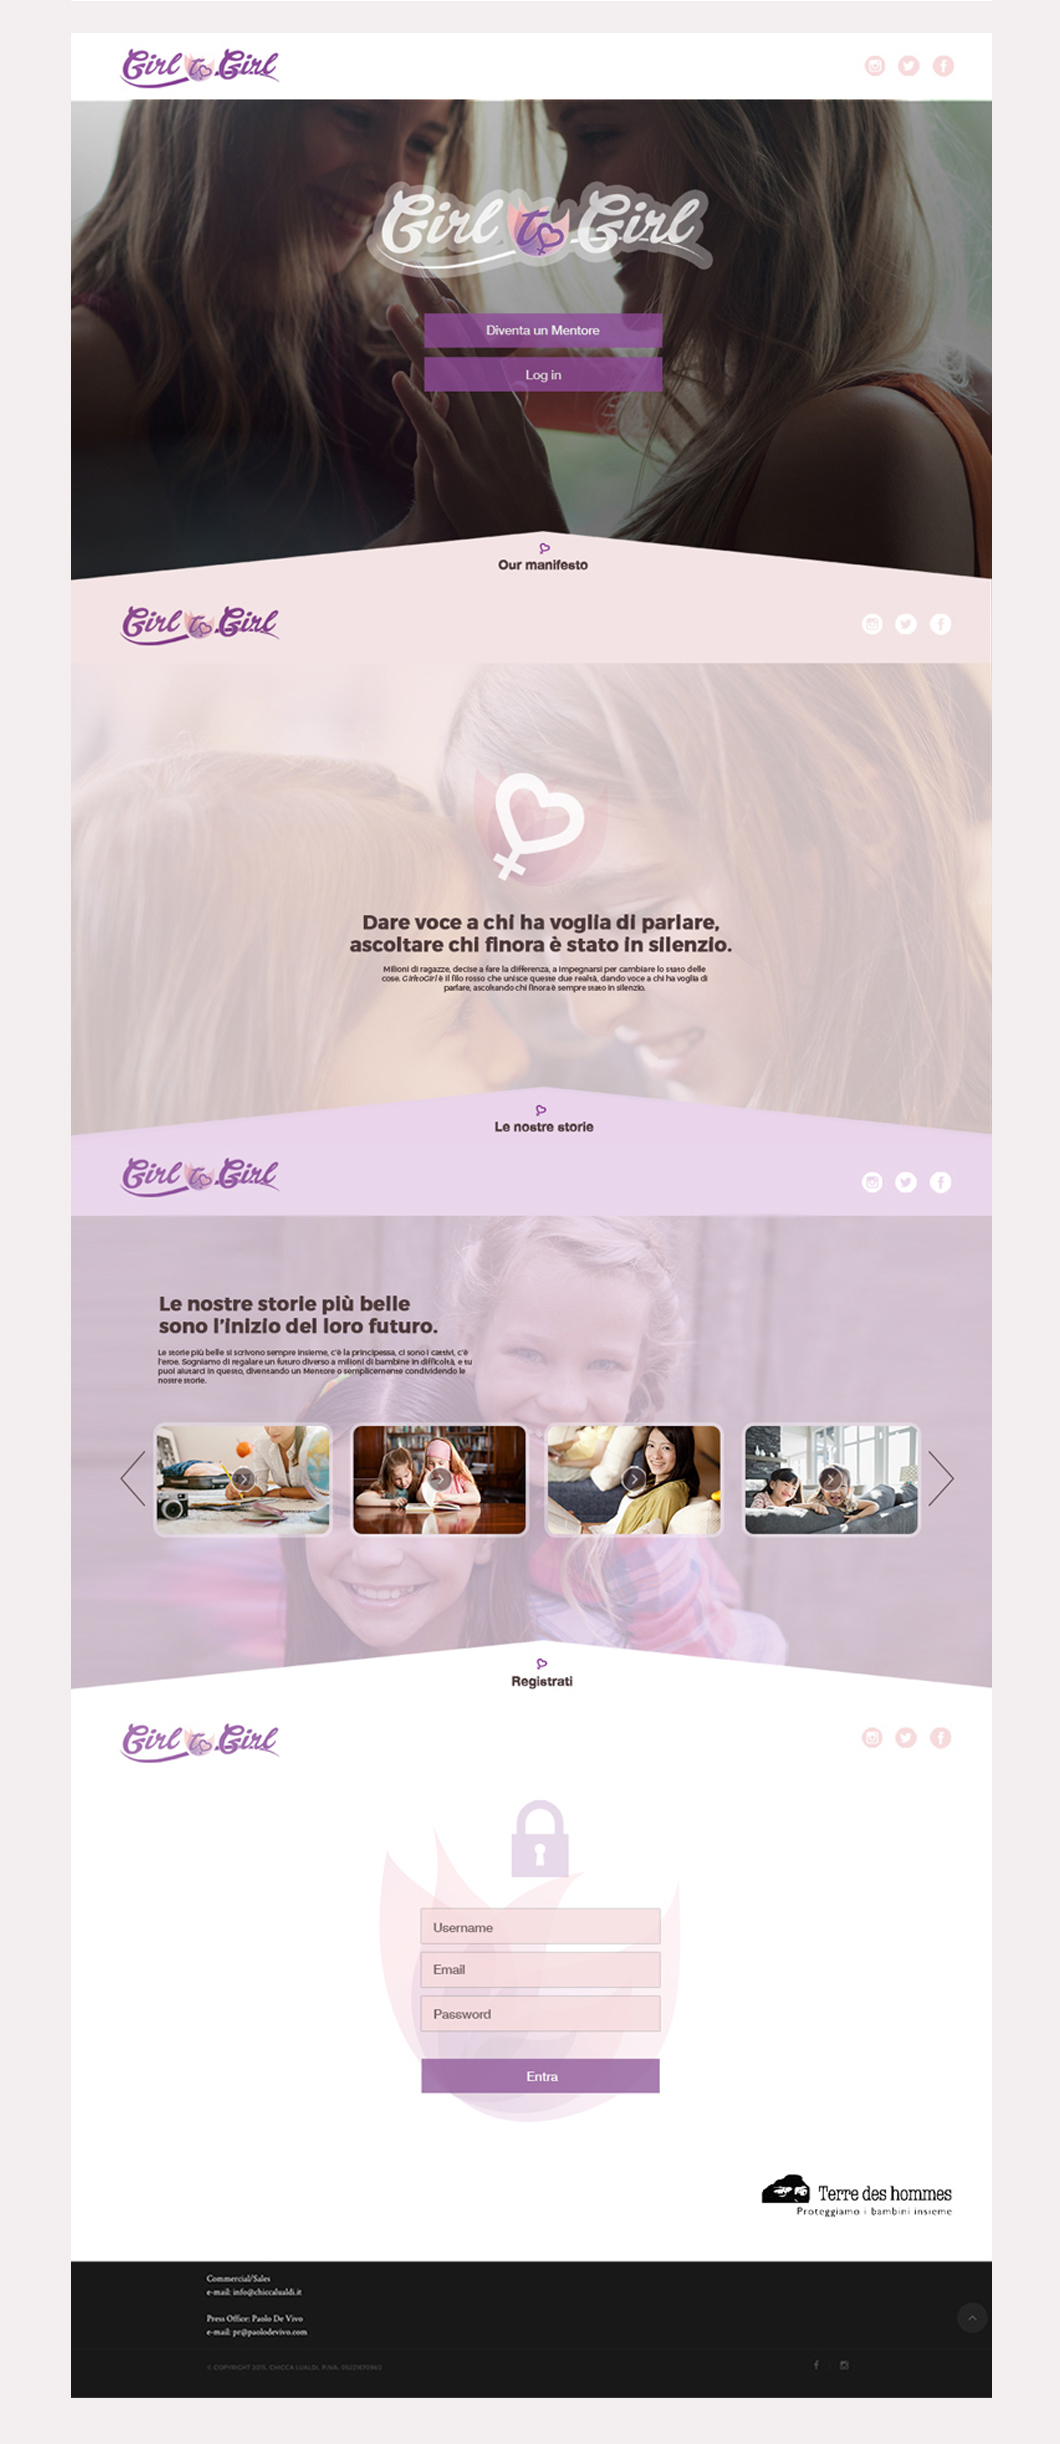 Girl to Girl
Girl to Girl
Diventa un Mentore
Log in
Our manifesto
Girl to Girl
Dare voce a chi ha voglia di parlare,
ascoltare chi finora è stato in silenzio.
Milioni di ragazze, decise a fare la differenza, a impegnarsi per cambiare lo stato delle
cose. GirltoGirl è il filo rosso che unisce queste due realtà, dando voce a chi ha voglia di
parlare, ascoltando chi finora è sempre stato in silenzio.
Le nostre storie
Girl to Girl
Le nostre storie più belle
sono l'inizio del loro futuro.
Le storie più belle si scrivono sempre insieme, c'è la principessa, ci sono i cattivi, c'è
l'eroe. Sogniamo di regalare un futuro diverso a milioni di bambine in difficoltà, e tu
puoi aiutarci in questo, diventando un Mentore o semplicemente condividendo le
nostre storie.
Registrati
Girl to Girl
Username
Email
Password
Entra
Terre des hommes
Proteggiamo i bambini insieme
Commercial/Sales
e-mail: info@chiccalualdi.it
Press Office: Paolo De Vivo
e-mail: pr@paolodevivo.com
© COPYRIGHT 2015. CHICCA LUALDI. P.IVA.